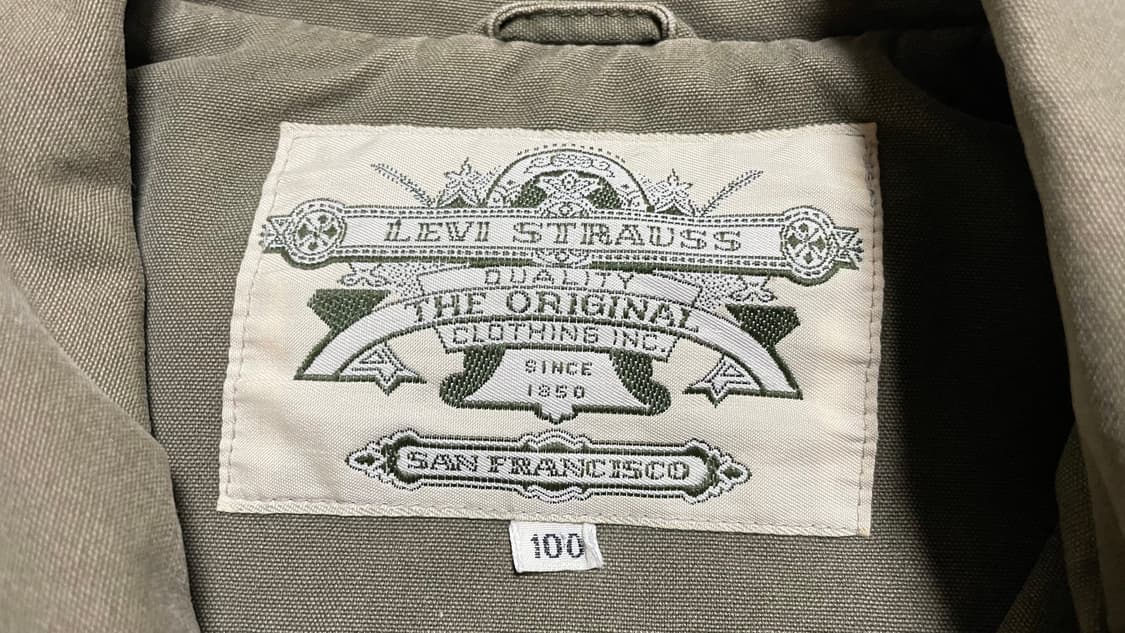 LEVI STRAUSS
QUALITY
THE ORIGINAL
CLOTHING INC.
SINCE
1850
SAN FRANCISCO
100